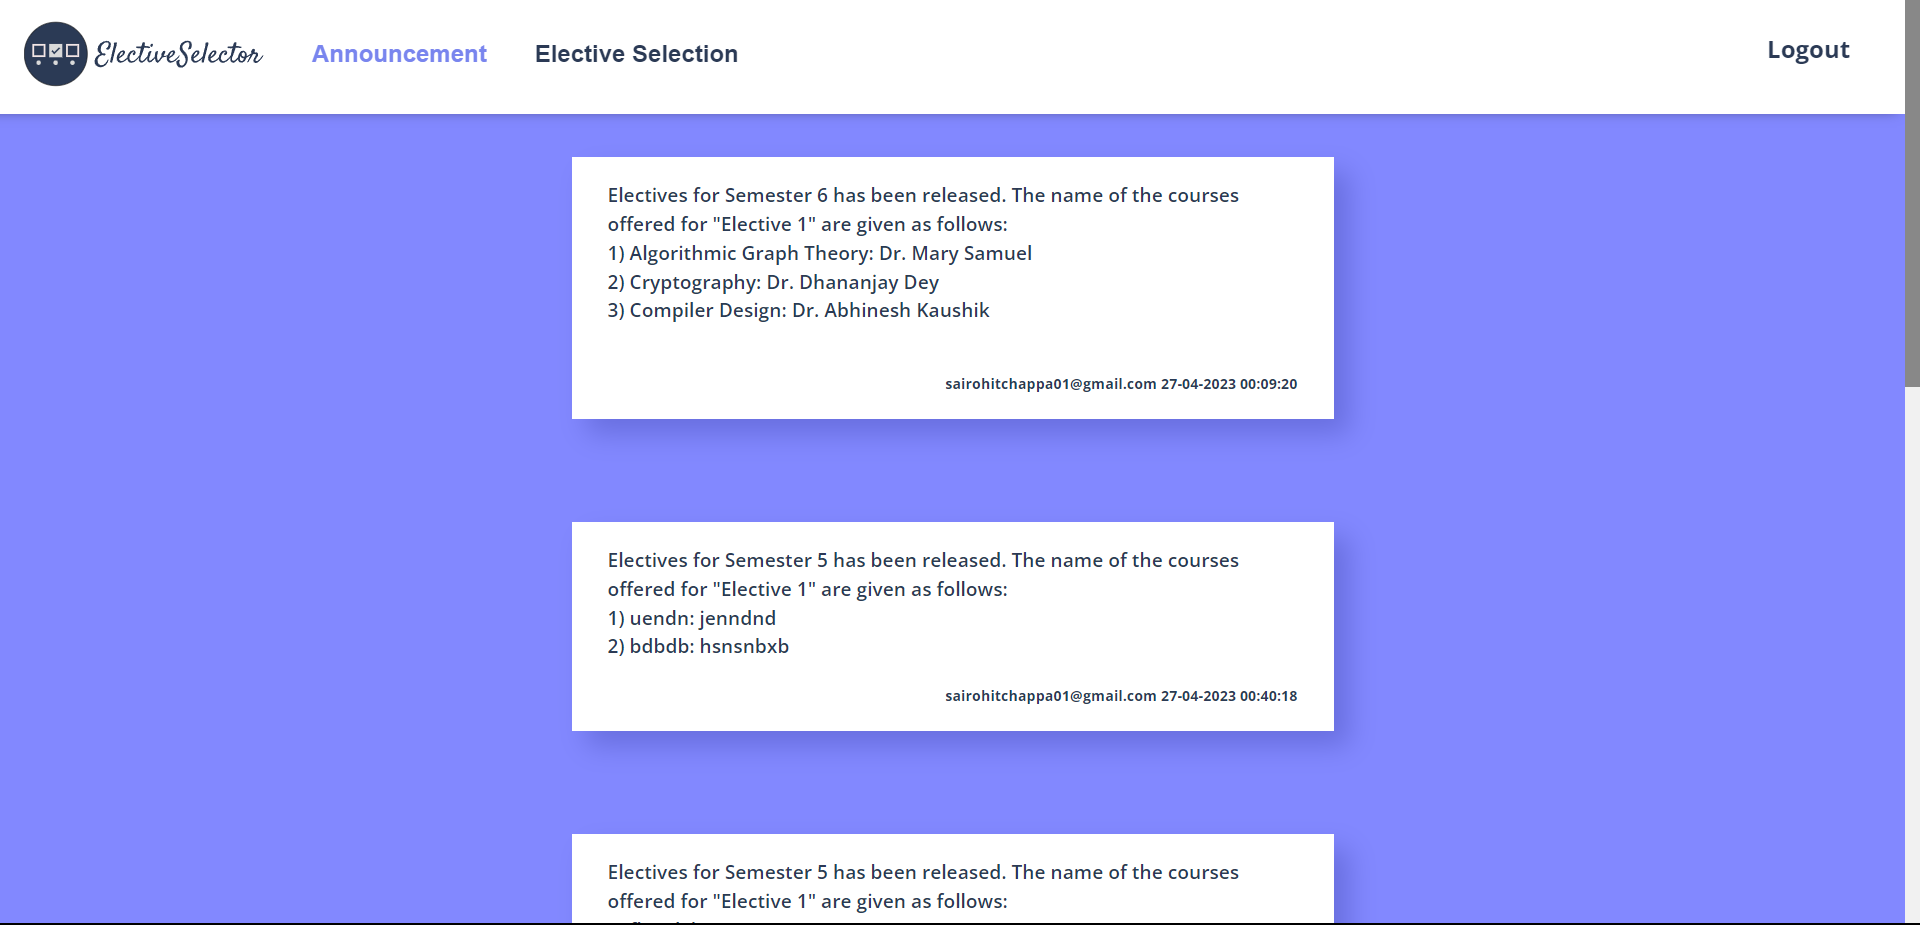 ElectiveSelector
Announcement
Elective Selection
Logout
Electives for Semester 6 has been released. The name of the courses
offered for "Elective 1" are given as follows:
1) Algorithmic Graph Theory: Dr. Mary Samuel
2) Cryptography: Dr. Dhananjay Dey
3) Compiler Design: Dr. Abhinesh Kaushik
sairohitchappa01@gmail.com 27-04-2023 00:09:20
Electives for Semester 5 has been released. The name of the courses
offered for "Elective 1" are given as follows:
1) uendn: jenndnd
2) bdbdb: hsnsnbxb
sairohitchappa01@gmail.com 27-04-2023 00:40:18
Electives for Semester 5 has been released. The name of the courses
offered for "Elective 1" are given as follows: